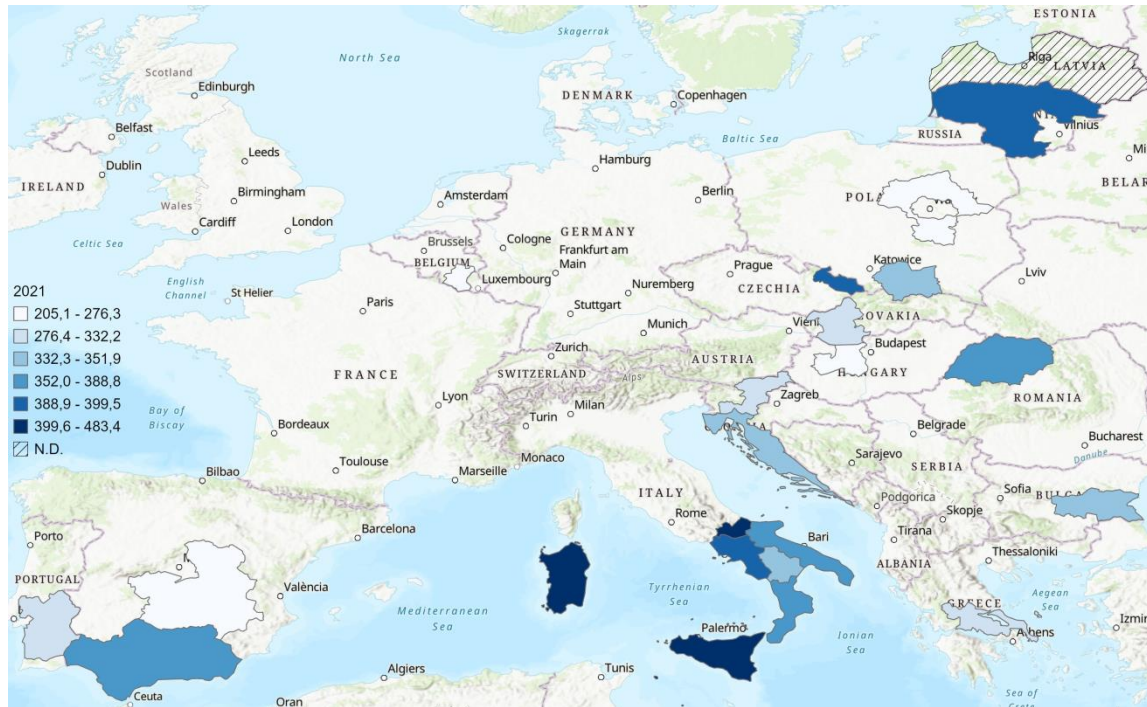 ESTONIA
Skagerrak
North Sea
Scotland
Edinburgh
Riga
LATVIA
DENMARK
Copenhagen
Belfast
Baltic Sea
RUSSIA
Vilnius
Dublin
Leeds
IRELAND
Hamburg
Birmingham
Amsterdam
Berlin
BELAR
Wales
Cardiff
London
Celtic Sea
Brussels
Cologne
GERMANY
BELGIUM
Frankfurt am
Main
Katowice
English
Channel
St Helier
Luxembourg
Prague
Lviv
CZECHIA
Nuremberg
Paris
Stuttgart
2021
205,1 - 276,3
276,4 - 332,2
332,3 - 351,9
352,0 - 388,8
388,9 - 399,5
399,6 - 483,4
N.D.
Munich
Budapest
Zurich
AUSTRIA
SWITZERLAND
Alps
FRANCE
ROMANIA
Lyon
Milan
Zagreb
Turin
Bay of
Biscay
Bordeaux
Belgrade
Bucharest
Danube
Toulouse
Monaco
Sarajevo
SERBIA
Marseille
Bilbao
ITALY
Podgorica
Sofia
Rome
Skopje
Porto
Barcelona
Bari
Tirana
Thessaloniki
ALBANIA
PORTUGAL
València
Tyrrhenian
Sea
Mediterranean
Sea
GREECE
Aegean
Sea
Izmir
Palermo
Ionian
Sea
Athens
Algiers
Tunis
Ceuta
Oran
Sea of